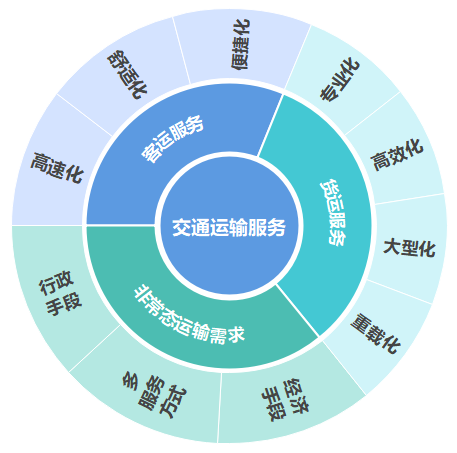 交通运输服务
客运服务
高速化
舒适化
便捷化
货运服务
专业化
高效化
大型化
重载化
非常态运输需求
经济
手段
多
服务
方式
行政
手段